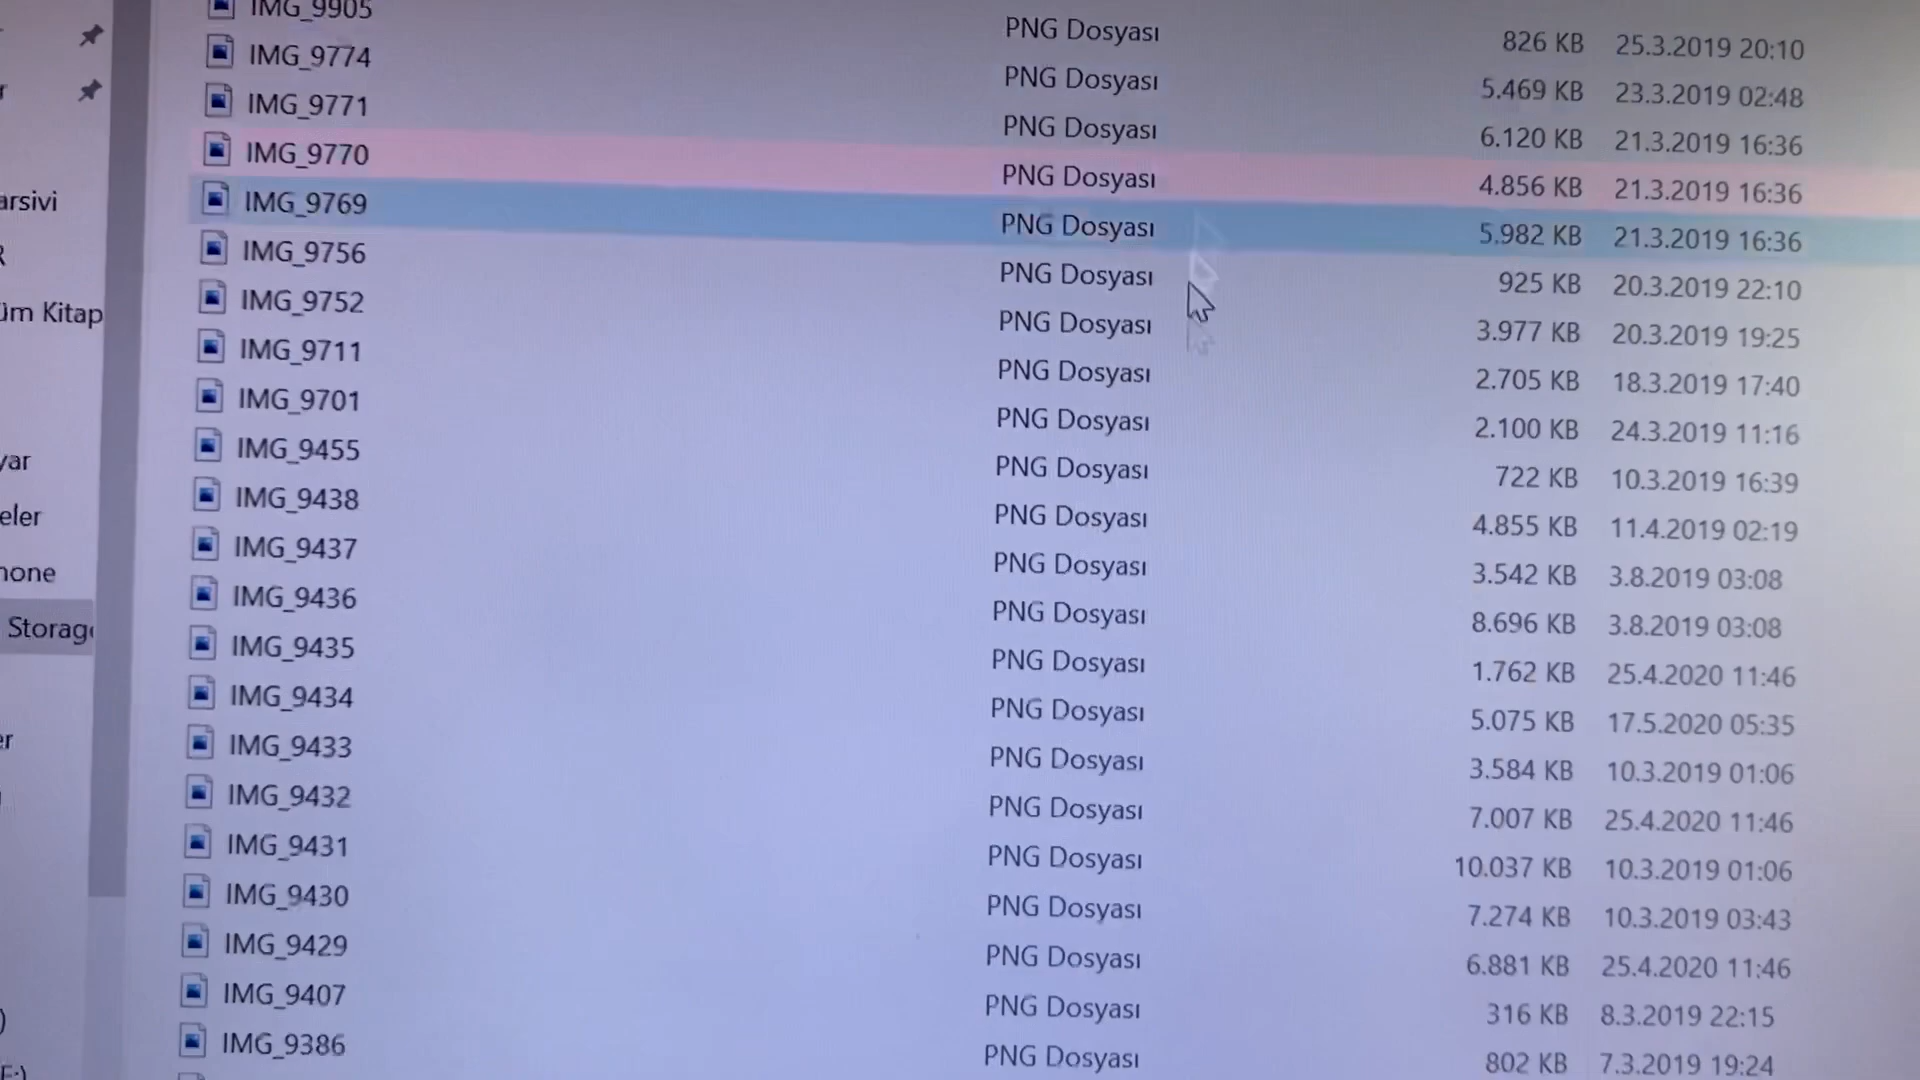 IMG_9905 PNG Dosyası 826 KB 25.3.2019 20:10
IMG_9774 PNG Dosyası 5.469 KB 23.3.2019 02:48
IMG_9771 PNG Dosyası 6.120 KB 21.3.2019 16:36
IMG_9770 PNG Dosyası 4.856 KB 21.3.2019 16:36
IMG_9769 PNG Dosyası 5.982 KB 21.3.2019 16:36
IMG_9756 PNG Dosyası 925 KB 20.3.2019 22:10
IMG_9752 PNG Dosyası 3.977 KB 20.3.2019 19:25
IMG_9711 PNG Dosyası 2.705 KB 18.3.2019 17:40
IMG_9701 PNG Dosyası 2.100 KB 24.3.2019 11:16
IMG_9455 PNG Dosyası 722 KB 10.3.2019 16:39
IMG_9438 PNG Dosyası 4.855 KB 11.4.2019 02:19
IMG_9437 PNG Dosyası 3.542 KB 3.8.2019 03:08
IMG_9436 PNG Dosyası 8.696 KB 3.8.2019 03:08
IMG_9435 PNG Dosyası 1.762 KB 25.4.2020 11:46
IMG_9434 PNG Dosyası 5.075 KB 17.5.2020 05:35
IMG_9433 PNG Dosyası 3.584 KB 10.3.2019 01:06
IMG_9432 PNG Dosyası 7.007 KB 25.4.2020 11:46
IMG_9431 PNG Dosyası 10.037 KB 10.3.2019 01:06
IMG_9430 PNG Dosyası 7.274 KB 10.3.2019 03:43
IMG_9429 PNG Dosyası 6.881 KB 25.4.2020 11:46
IMG_9407 PNG Dosyası 316 KB 8.3.2019 22:15
IMG_9386 PNG Dosyası 802 KB 7.3.2019 19:24
arsivi
R
üm Kitap
yar
eler
hone
Storag
er